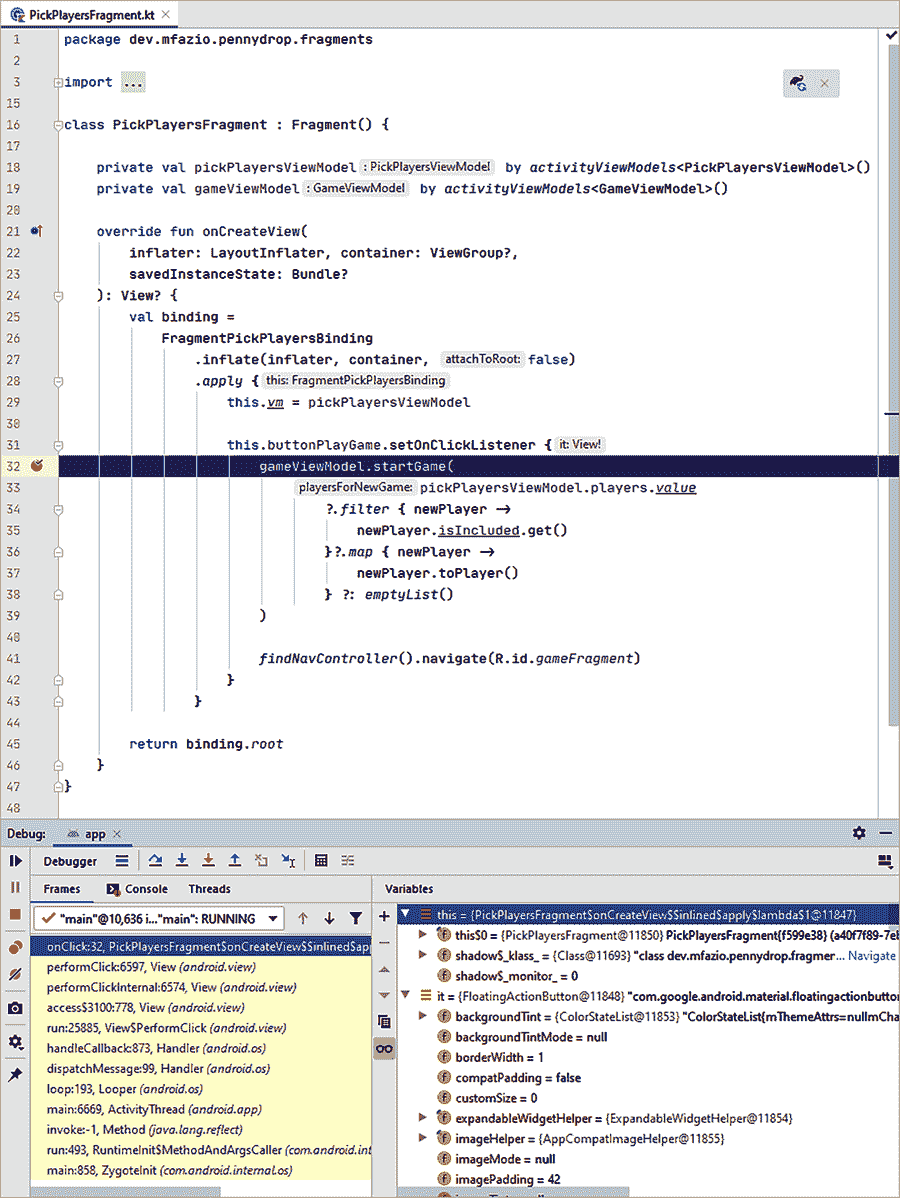 PickPlayersFragment.kt
1 package dev.mfazio.pennydrop.fragments
2
3 import ...
15
16 class PickPlayersFragment : Fragment() {
17
18 private val pickPlayersViewModel : PickPlayersViewModel by activityViewModels<PickPlayersViewModel>()
19 private val gameViewModel : GameViewModel by activityViewModels<GameViewModel>()
20
21 override fun onCreateView(
22 inflater: LayoutInflater, container: ViewGroup?,
23 savedInstanceState: Bundle?
24 ): View? {
25 val binding =
26 FragmentPickPlayersBinding
27 .inflate(inflater, container, attachToRoot: false)
28 .apply { this: FragmentPickPlayersBinding
29 this.vm = pickPlayersViewModel
30
31 this.buttonPlayGame.setOnClickListener { it: View!
32 gameViewModel.startGame(
33 playersForNewGame: pickPlayersViewModel.players.value
34 ?.filter { newPlayer ->
35 newPlayer.isIncluded.get()
36 }?.map { newPlayer ->
37 newPlayer.toPlayer()
38 } ?: emptyList()
39 )
40
41 findNavController().navigate(R.id.gameFragment)
42 }
43 }
44
45 return binding.root
46 }
47 }
48
Debug: app
Debugger
Frames Console Threads
"main"@10,636 i..."main": RUNNING
onClick:32, PickPlayersFragment$onCreateView$$inlined$app
performClick:6597, View (android.view)
performClickInternal:6574, View (android.view)
access$3100:778, View (android.view)
run:25885, View$PerformClick (android.view)
handleCallback:873, Handler (android.os)
dispatchMessage:99, Handler (android.os)
loop:193, Looper (android.os)
main:6669, ActivityThread (android.app)
invoke:-1, Method (java.lang.reflect)
run:493, RuntimeInit$MethodAndArgsCaller (com.android.int
main:858, ZygoteInit (com.android.internal.os)
Variables
this = {PickPlayersFragment$onCreateView$$inlined$apply$lambda$1@11847}
this$0 = {PickPlayersFragment@11850} PickPlayersFragment{f599e38} (a40f7f89-7eb
shadow$_klass_ = {Class@11693} "class dev.mfazio.pennydrop.fragmer... Navigate
shadow$_monitor_ = 0
it = {FloatingActionButton@11848} "com.google.android.material.floatingactionbutton
backgroundTint = {ColorStateList@11853} "ColorStateList{mThemeAttrs=nullmCha
backgroundTintMode = null
borderWidth = 1
compatPadding = false
customSize = 0
expandableWidgetHelper = {ExpandableWidgetHelper@11854}
imageHelper = {AppCompatImageHelper@11855}
imageMode = null
imagePadding = 42